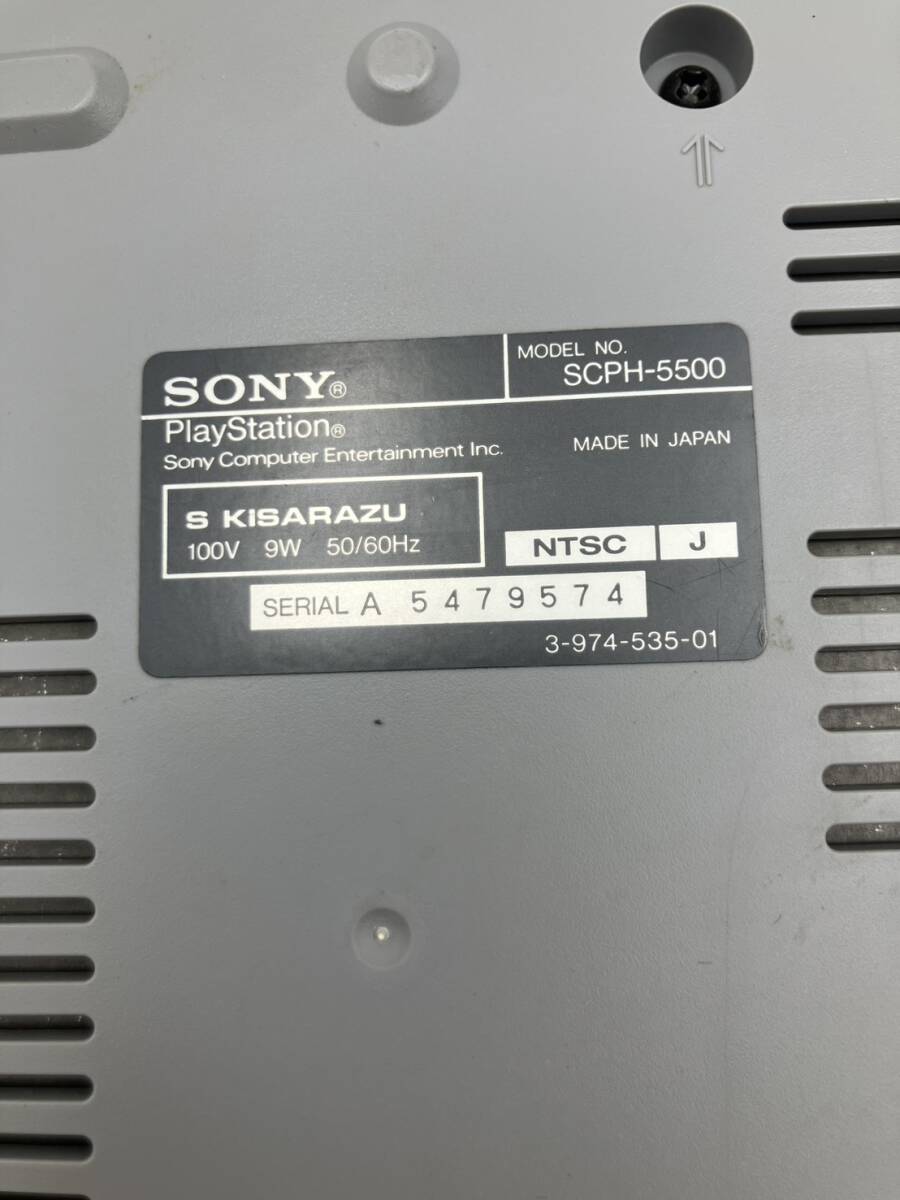 SONY®
MODEL NO.
SCPH-5500
PlayStation®
Sony Computer Entertainment Inc.
MADE IN JAPAN
S KISARAZU
100V 9W 50/60Hz
NTSC J
SERIAL A 5479574
3-974-535-01